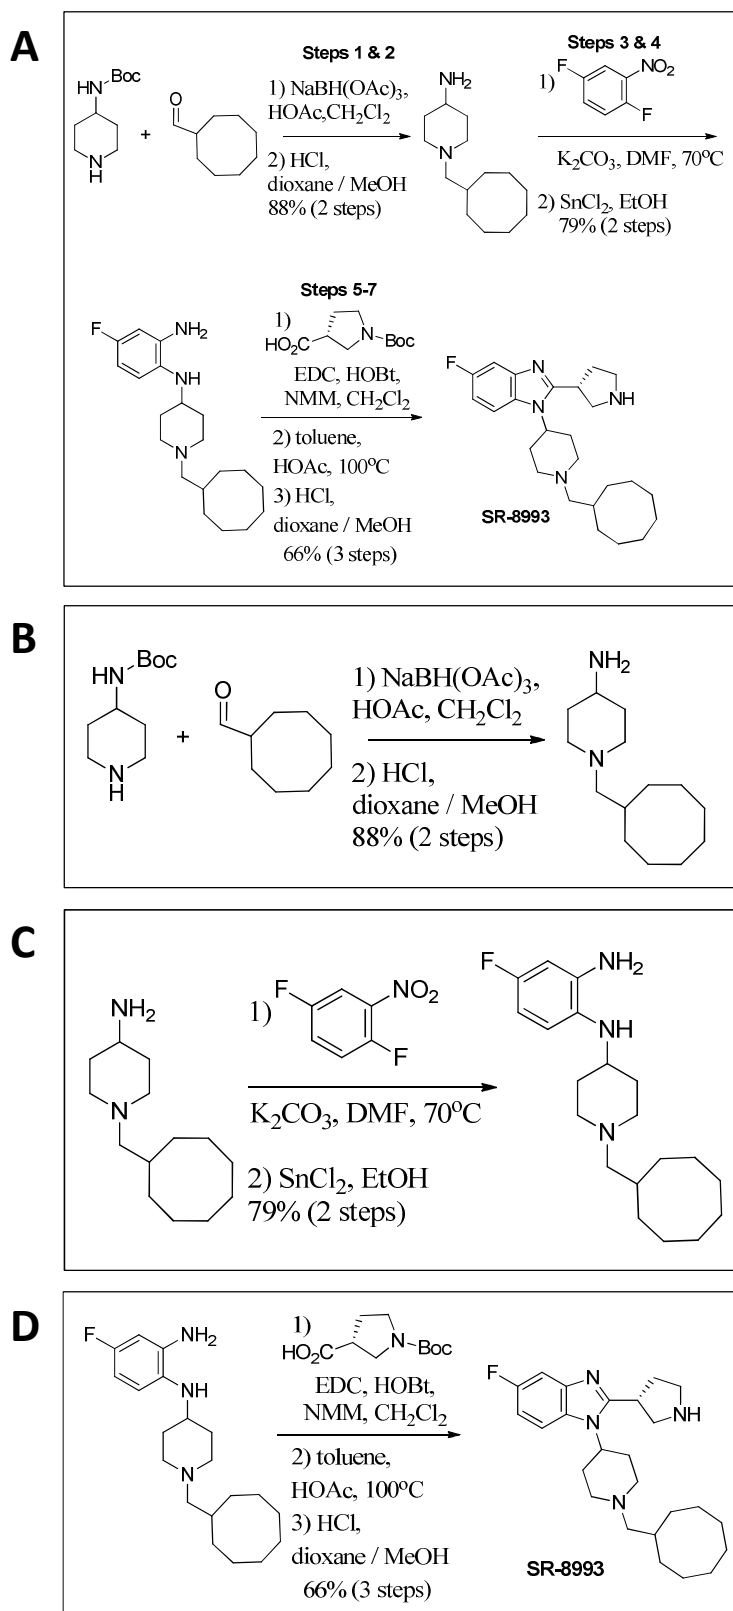 A
Steps 1 & 2
Steps 3 & 4
HN Boc
N
H
+
O
1) NaBH(OAc)3,
HOAc,CH2Cl2
2) HCl,
dioxane / MeOH
88% (2 steps)
NH2
N
1) F NO2
F
K2CO3, DMF, 70ºC
2) SnCl2, EtOH
79% (2 steps)
Steps 5-7
F NH2
NH
N
1)
HO2C N Boc
EDC, HOBt,
NMM, CH2Cl2
2) toluene,
HOAc, 100ºC
3) HCl,
dioxane / MeOH
66% (3 steps)
F N
N NH
N
SR-8993
B
HN Boc
N
H
+
O
1) NaBH(OAc)3,
HOAc, CH2Cl2
2) HCl,
dioxane / MeOH
88% (2 steps)
NH2
N
C
NH2
N
1) F NO2
F
K2CO3, DMF, 70ºC
2) SnCl2, EtOH
79% (2 steps)
F NH2
NH
N
D
F NH2
NH
N
1)
HO2C N Boc
EDC, HOBt,
NMM, CH2Cl2
2) toluene,
HOAc, 100ºC
3) HCl,
dioxane / MeOH
66% (3 steps)
F N
N NH
N
SR-8993